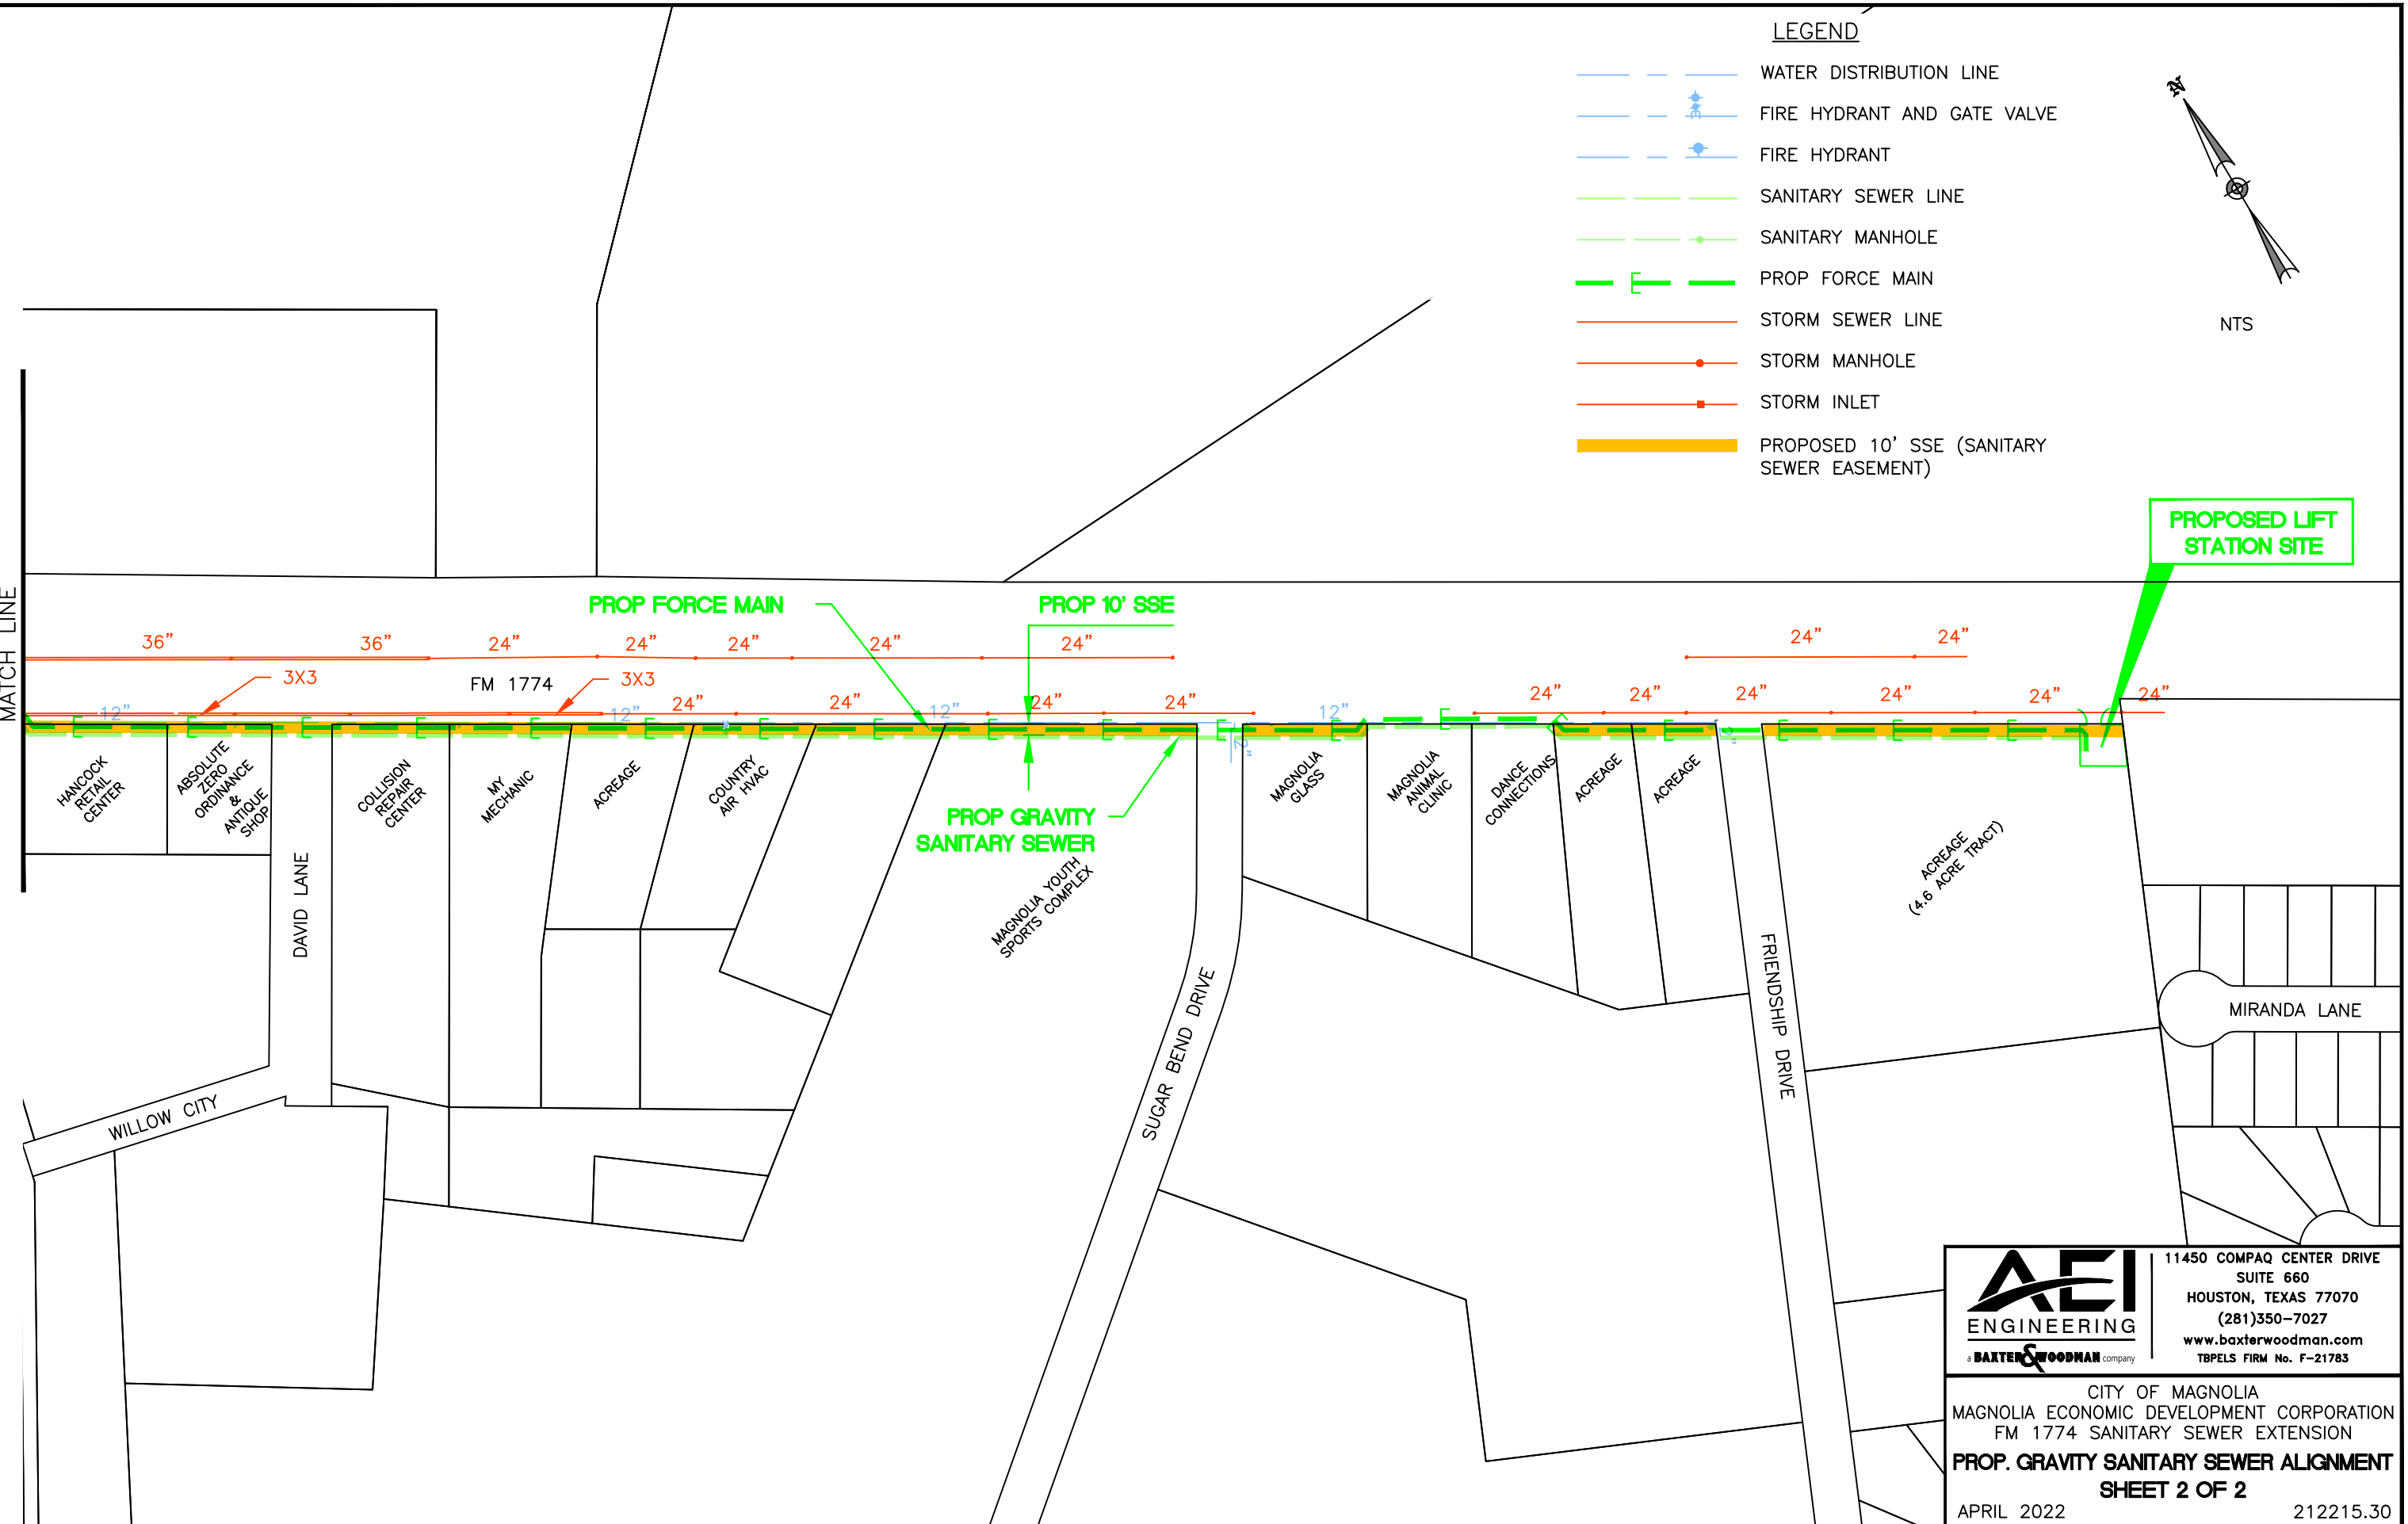 LEGEND
WATER DISTRIBUTION LINE
FIRE HYDRANT AND GATE VALVE
FIRE HYDRANT
SANITARY SEWER LINE
SANITARY MANHOLE
PROP FORCE MAIN
STORM SEWER LINE
STORM MANHOLE
STORM INLET
PROPOSED 10' SSE (SANITARY
SEWER EASEMENT)
N
NTS
PROPOSED LIFT
STATION SITE
MATCH LINE
PROP FORCE MAIN
PROP 10' SSE
36"
36"
24"
24"
24"
24"
24"
24"
24"
3X3
FM 1774
3X3
12"
12"
24"
24"
12"
24"
24"
12"
24"
24"
24"
24"
24"
24"
12"
2"
HANCOCK
RETAIL
CENTER
ABSOLUTE
ZERO
ORDINANCE
&
ANTIQUE
SHOP
COLLISION
REPAIR
CENTER
MY
MECHANIC
ACREAGE
COUNTRY
AIR HVAC
PROP GRAVITY
SANITARY SEWER
MAGNOLIA YOUTH
SPORTS COMPLEX
MAGNOLIA
GLASS
MAGNOLIA
ANIMAL
CLINIC
DANCE
CONNECTIONS
ACREAGE
ACREAGE
ACREAGE
(4.6 ACRE TRACT)
DAVID LANE
WILLOW CITY
SUGAR BEND DRIVE
FRIENDSHIP DRIVE
MIRANDA LANE
AEI
ENGINEERING
a BAXTER & WOODMAN company
11450 COMPAQ CENTER DRIVE
SUITE 660
HOUSTON, TEXAS 77070
(281)350-7027
www.baxterwoodman.com
TBPELS FIRM No. F-21783
CITY OF MAGNOLIA
MAGNOLIA ECONOMIC DEVELOPMENT CORPORATION
FM 1774 SANITARY SEWER EXTENSION
PROP. GRAVITY SANITARY SEWER ALIGNMENT
SHEET 2 OF 2
APRIL 2022
212215.30